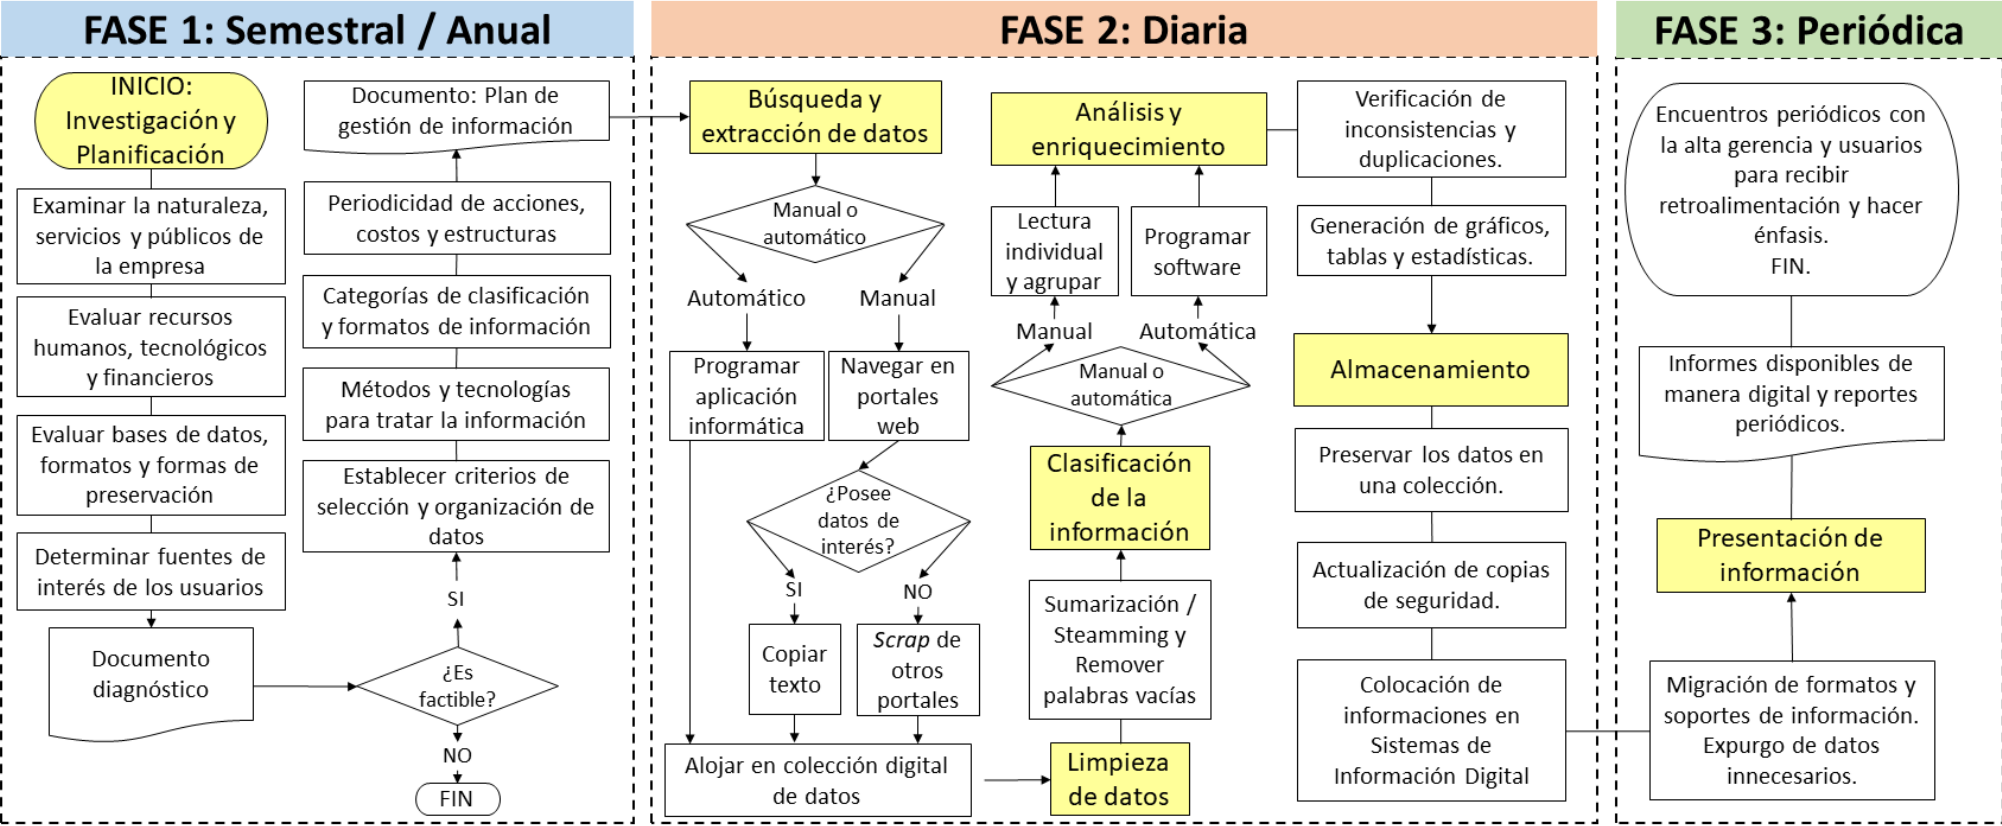 FASE 1: Semestral / Anual
INICIO:
Investigación y
Planificación
Examinar la naturaleza,
servicios y públicos de
la empresa
Evaluar recursos
humanos, tecnológicos
y financieros
Evaluar bases de datos,
formatos y formas de
preservación
Determinar fuentes de
interés de los usuarios
Documento
diagnóstico
¿Es
factible?
NO
FIN
SI
Establecer criterios de
selección y organización de
datos
Métodos y tecnologías
para tratar la información
Categorías de clasificación
y formatos de información
Periodicidad de acciones,
costos y estructuras
Documento: Plan de
gestión de información
FASE 2: Diaria
Búsqueda y
extracción de datos
Manual o
automático
Automático
Manual
Programar
aplicación
informática
Navegar en
portales
web
¿Posee
datos de
interés?
SI
NO
Copiar
texto
Scrap de
otros
portales
Alojar en colección digital
de datos
Limpieza
de datos
Sumarización /
Steamming y
Remover
palabras vacías
Clasificación
de la
información
Manual o
automática
Manual
Automática
Lectura
individual
y agrupar
Programar
software
Análisis y
enriquecimiento
Verificación de
inconsistencias y
duplicaciones.
Generación de gráficos,
tablas y estadísticas.
Almacenamiento
Preservar los datos en
una colección.
Actualización de copias
de seguridad.
Colocación de
informaciones en
Sistemas de
Información Digital
FASE 3: Periódica
Encuentros periódicos con
la alta gerencia y usuarios
para recibir
retroalimentación y hacer
énfasis.
FIN.
Informes disponibles de
manera digital y reportes
periódicos.
Presentación de
información
Migración de formatos y
soportes de información.
Expurgo de datos
innecesarios.